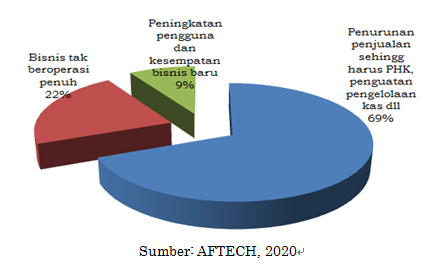 Peningkatan
pengguna
dan
kesempatan
bisnis baru
9%
Bisnis tak
beroperasi
penuh
22%
Penurunan
penjualan
sehingg
harus PHK,
penguatan
pengelolaan
kas dll
69%
Sumber: AFTECH, 2020